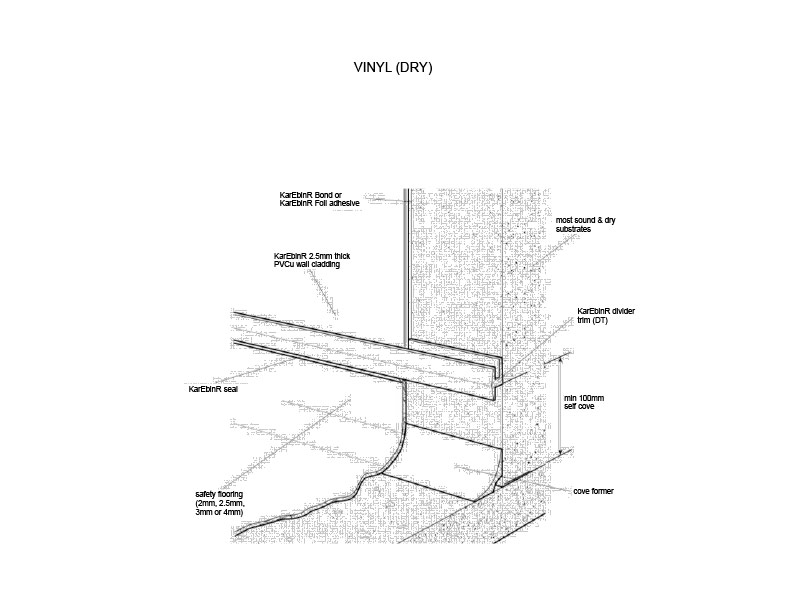 VINYL (DRY)
KarEbinR Bond or
KarEbinR Foil adhesive
most sound & dry
substrates
KarEbinR 2.5mm thick
PVCu wall cladding
KarEbinR divider
trim (DT)
KarEbinR seal
min 100mm
self cove
safety flooring
(2mm, 2.5mm,
3mm or 4mm)
cove former